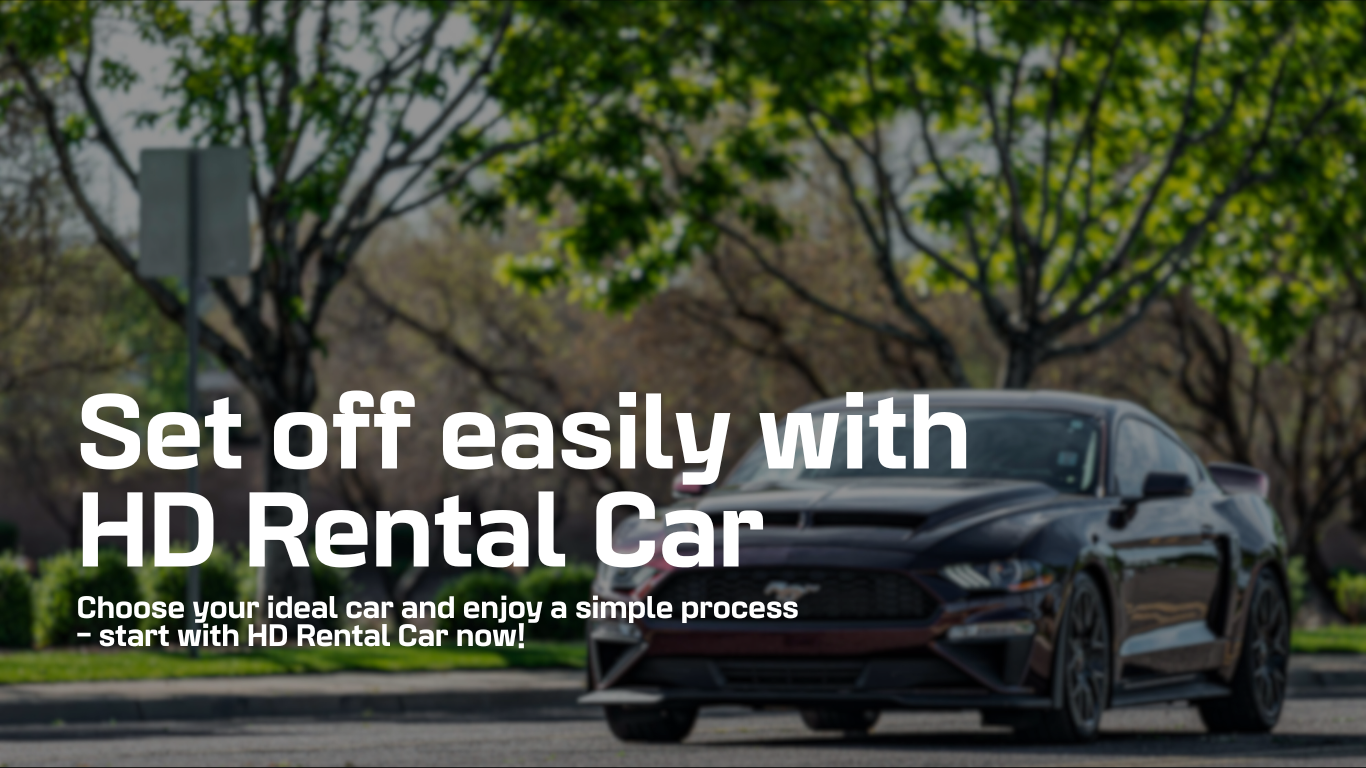 Set off easily with
HD Rental Car
Choose your ideal car and enjoy a simple process
– start with HD Rental Car now!